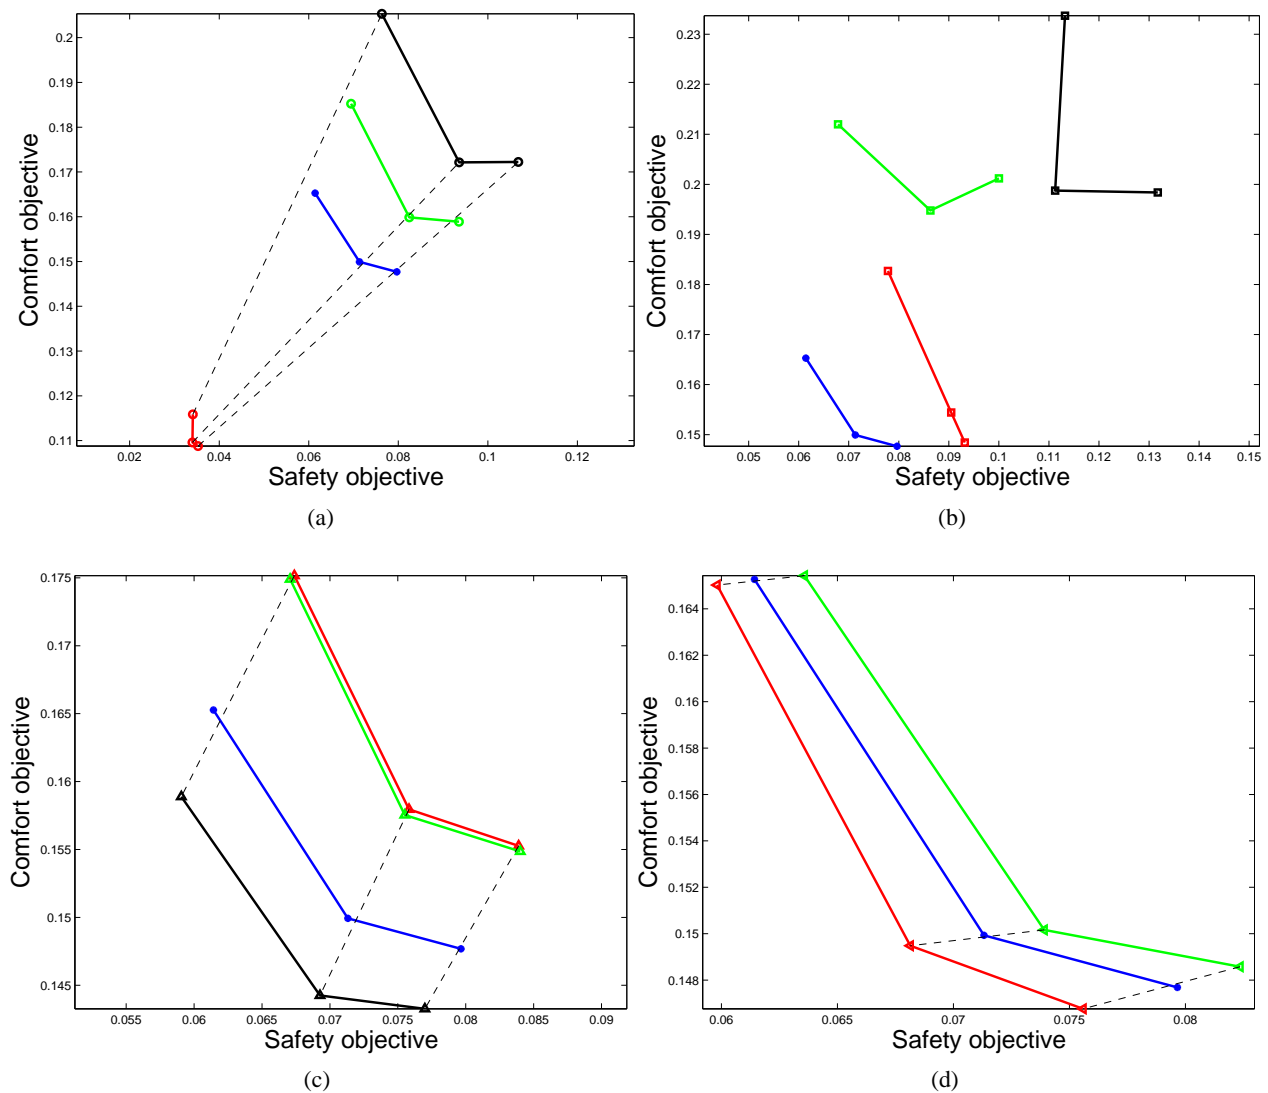 0.2
0.19
0.18
0.17
0.16
0.15
0.14
0.13
0.12
0.11
Comfort objective
0.02 0.04 0.06 0.08 0.1 0.12
Safety objective
(a)
0.23
0.22
0.21
0.2
0.19
0.18
0.17
0.16
0.15
Comfort objective
0.05 0.06 0.07 0.08 0.09 0.1 0.11 0.12 0.13 0.14 0.15
Safety objective
(b)
0.175
0.17
0.165
0.16
0.155
0.15
0.145
Comfort objective
0.055 0.06 0.065 0.07 0.075 0.08 0.085 0.09
Safety objective
(c)
0.164
0.162
0.16
0.158
0.156
0.154
0.152
0.15
0.148
Comfort objective
0.06 0.065 0.07 0.075 0.08
Safety objective
(d)